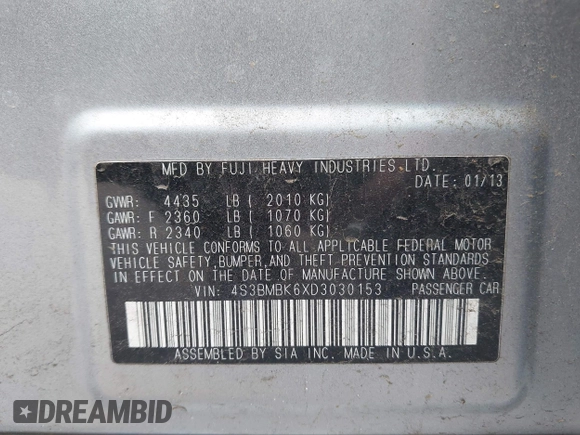 MFD BY FUJI HEAVY INDUSTRIES LTD.
DATE: 01/13
GVWR: 4435 LB ( 2010 KG)
GAWR: F 2360 LB ( 1070 KG)
GAWR: R 2340 LB ( 1060 KG)
THIS VEHICLE CONFORMS TO ALL APPLICABLE FEDERAL MOTOR
VEHICLE SAFETY, BUMPER, AND THEFT PREVENTION STANDARDS
IN EFFECT ON THE DATE OF MANUFACTURE SHOWN ABOVE.
VIN: 4S3BMBK6XD3030153 PASSENGER CAR
ASSEMBLED BY SIA INC. MADE IN U.S.A.
DREAMBID